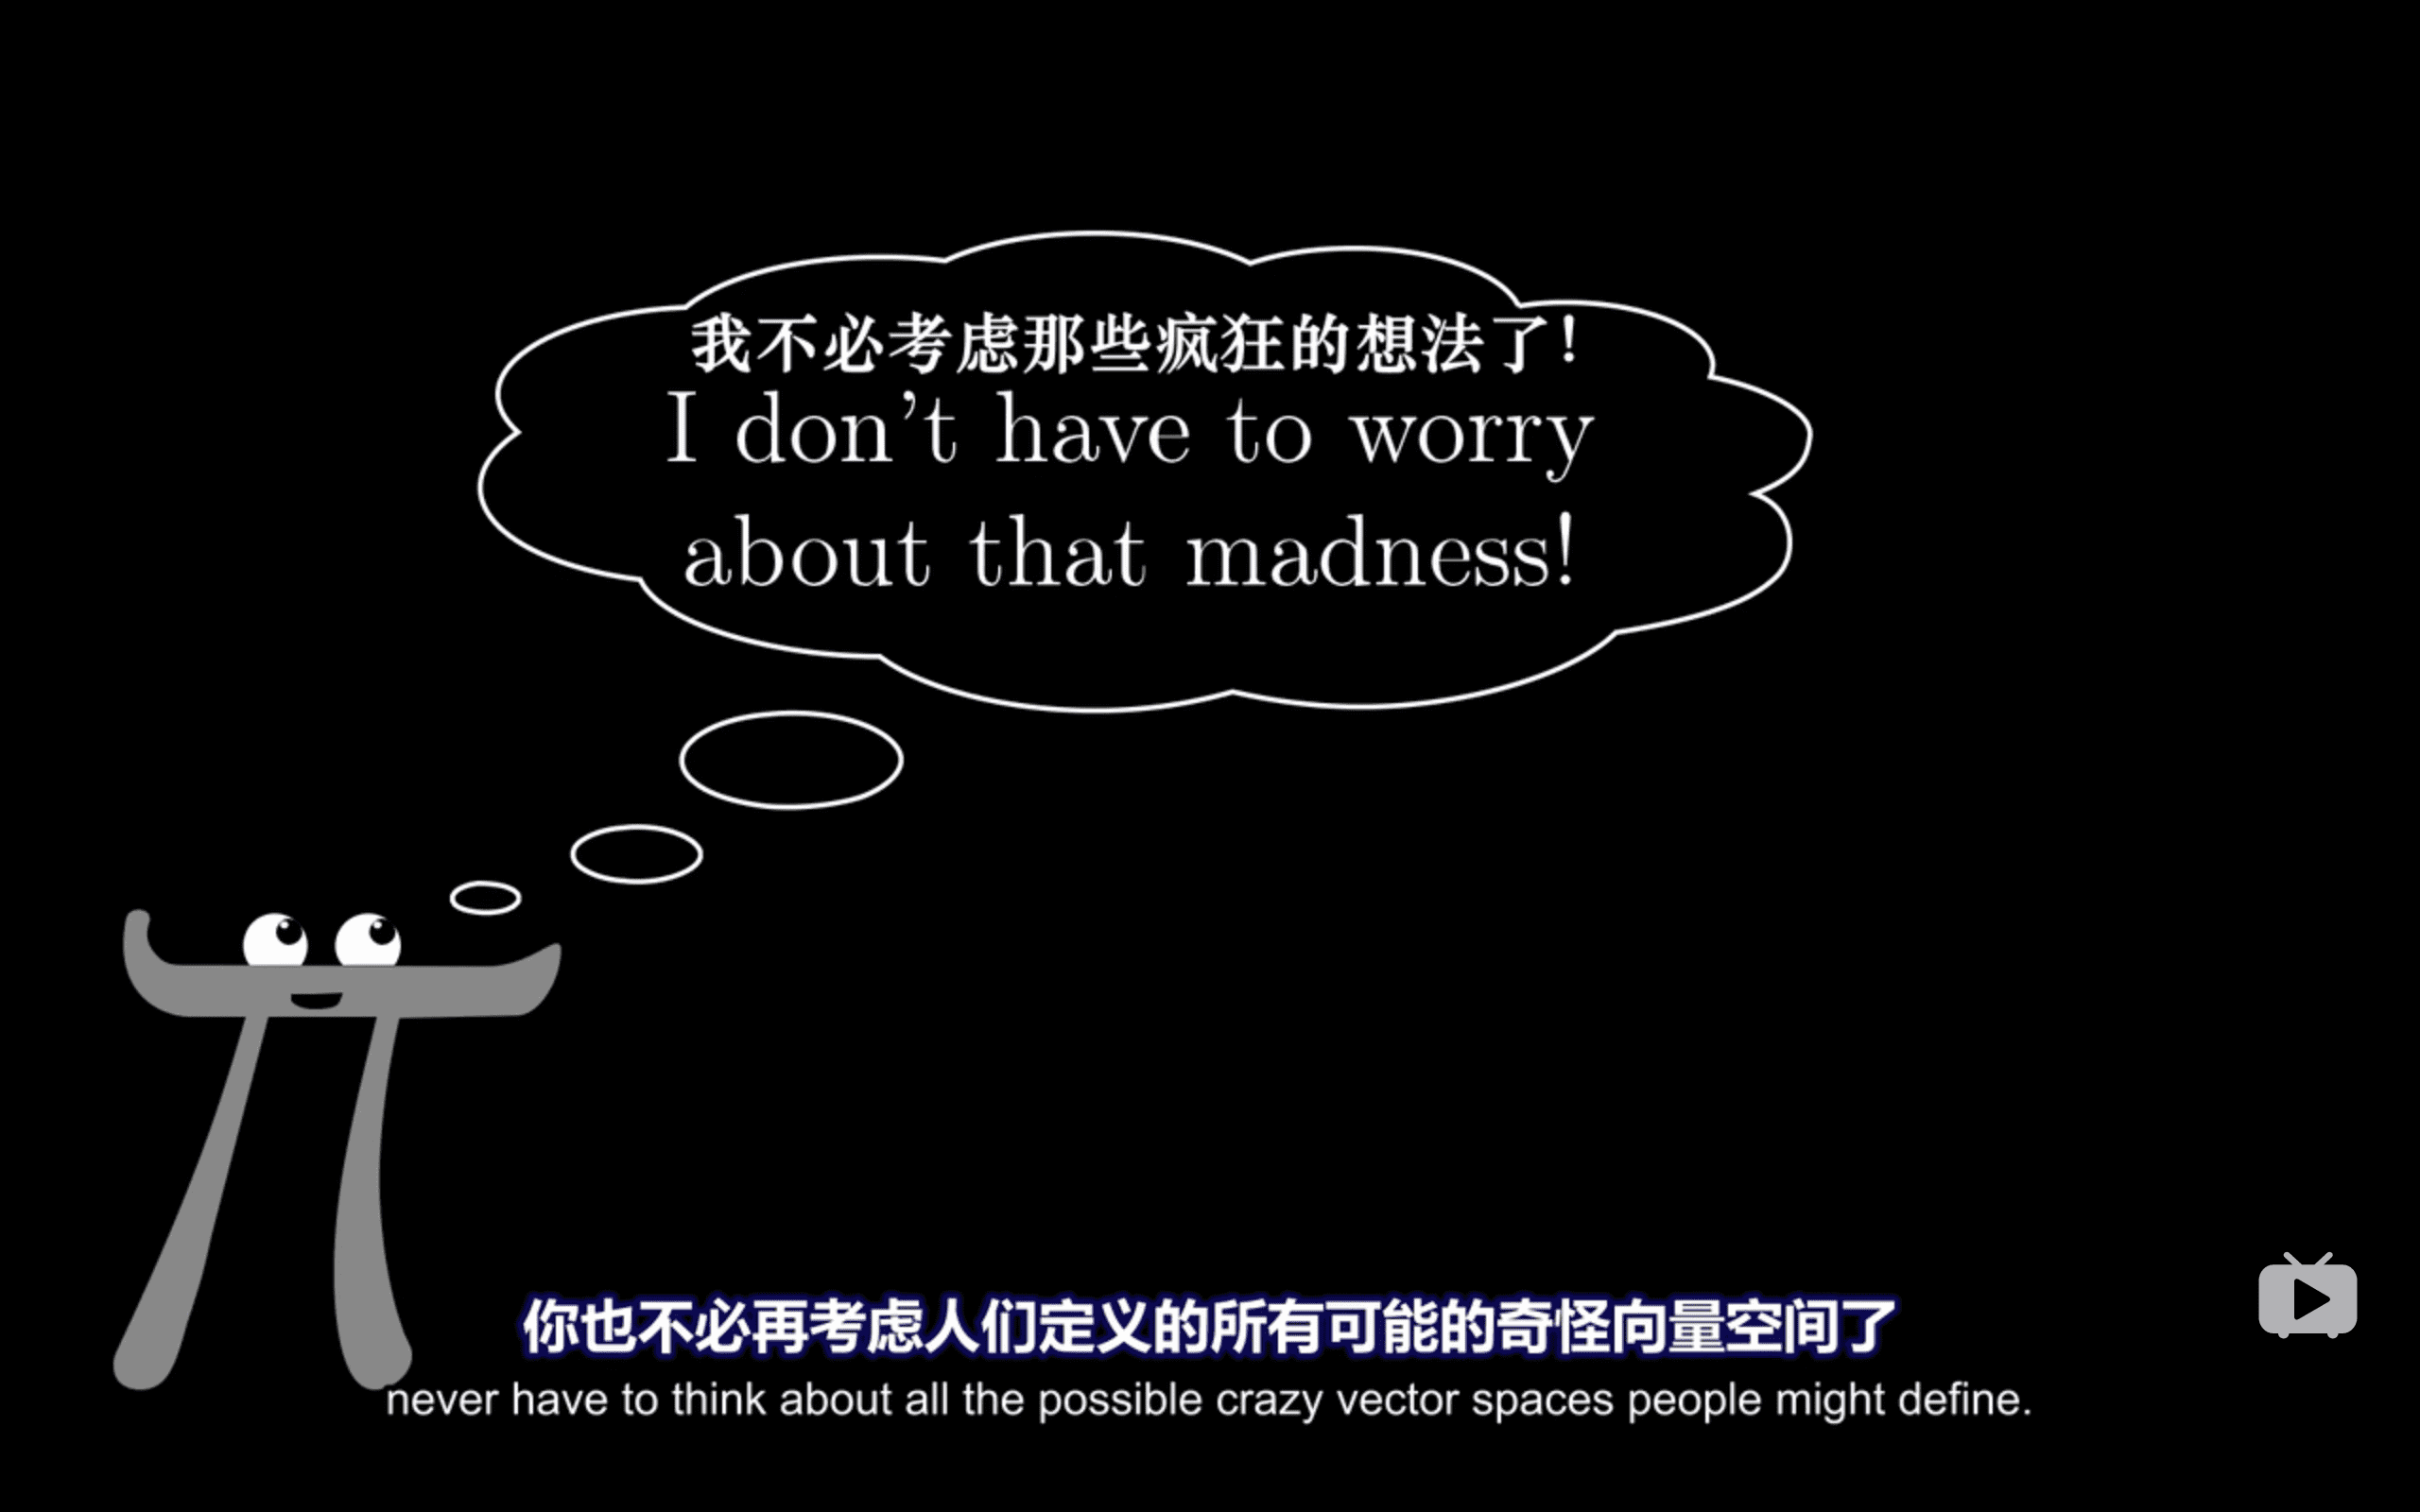 我不必考虑那些疯狂的想法了！
I don't have to worry
about that madness!
你也不必再考虑人们定义的所有可能的奇怪向量空间了
never have to think about all the possible crazy vector spaces people might define.